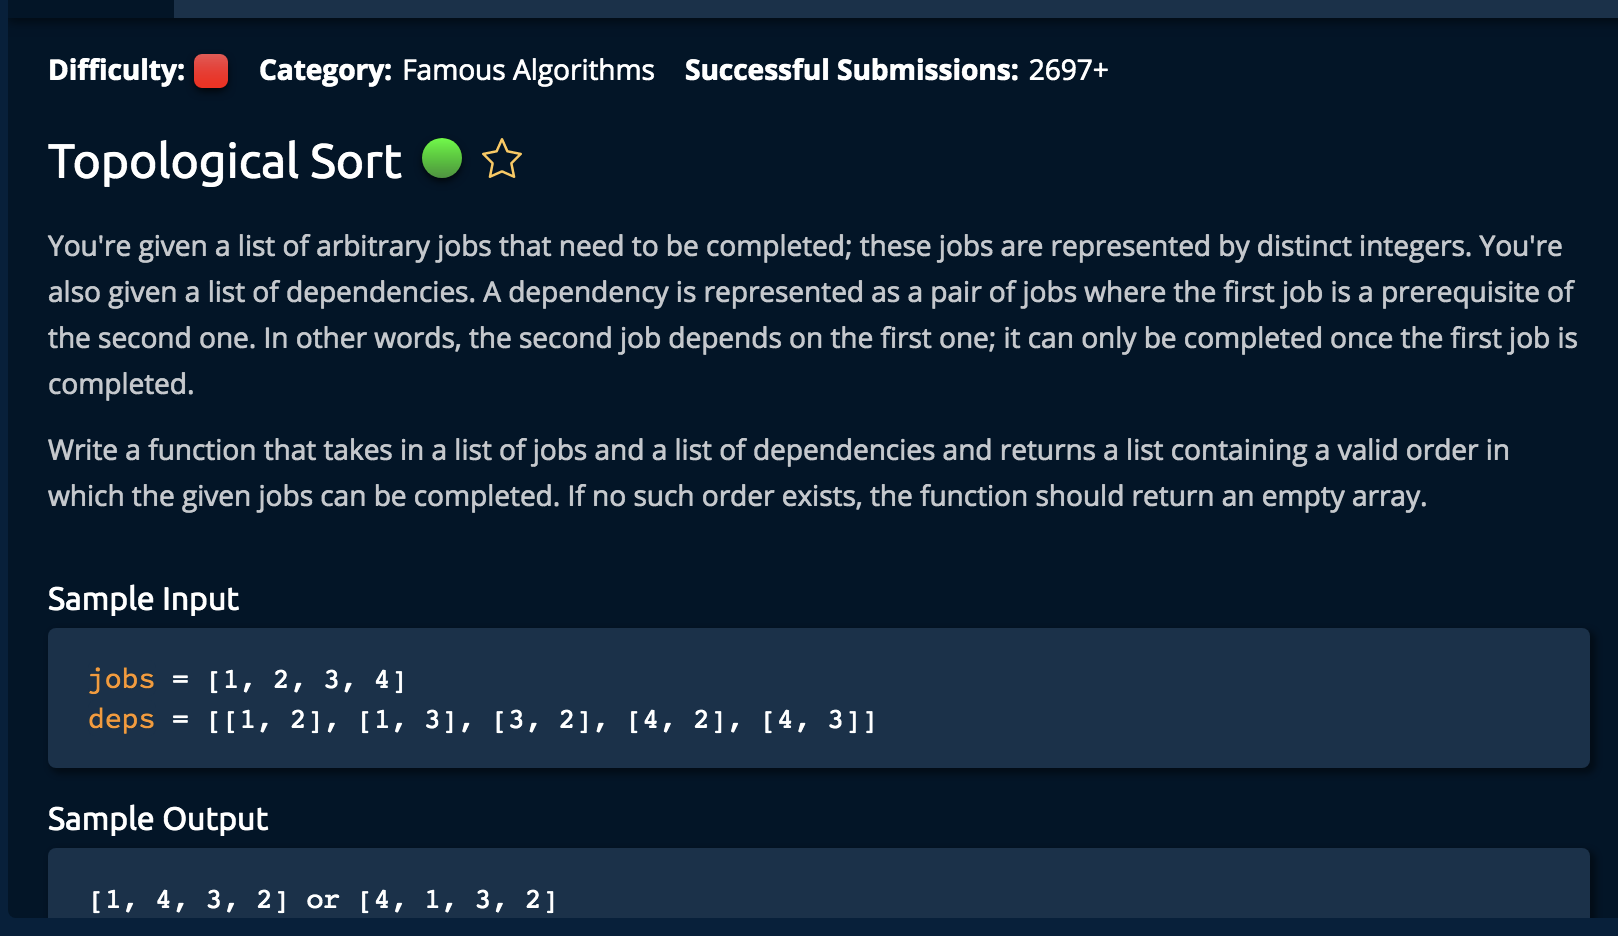 Difficulty: Category: Famous Algorithms Successful Submissions: 2697+
Topological Sort
You're given a list of arbitrary jobs that need to be completed; these jobs are represented by distinct integers. You're
also given a list of dependencies. A dependency is represented as a pair of jobs where the first job is a prerequisite of
the second one. In other words, the second job depends on the first one; it can only be completed once the first job is
completed.
Write a function that takes in a list of jobs and a list of dependencies and returns a list containing a valid order in
which the given jobs can be completed. If no such order exists, the function should return an empty array.
Sample Input
jobs = [1, 2, 3, 4]
deps = [[1, 2], [1, 3], [3, 2], [4, 2], [4, 3]]
Sample Output
[1, 4, 3, 2] or [4, 1, 3, 2]